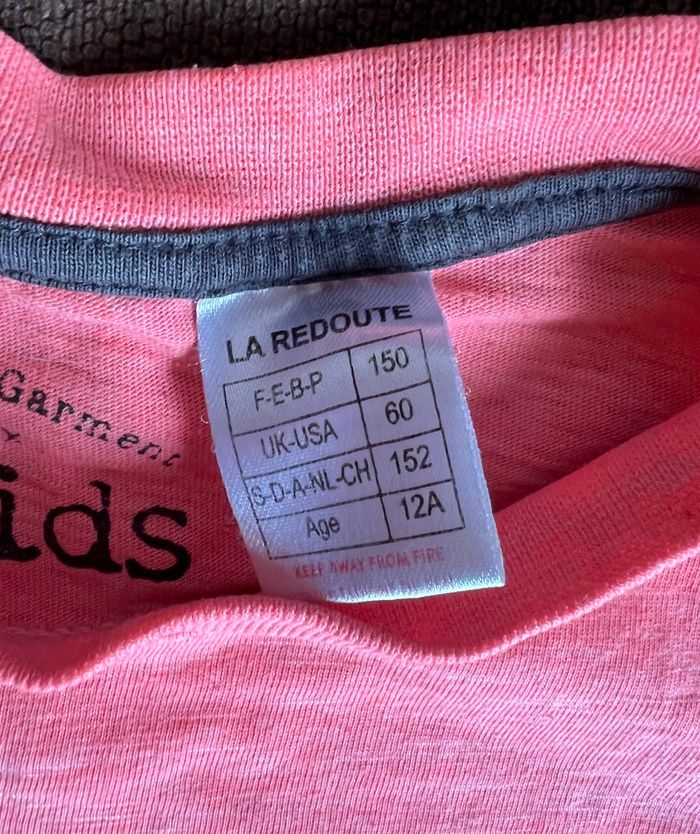 LA REDOUTE
F-E-B-P 150
UK-USA 60
S-D-A-NL-CH 152
Age 12A
KEEP AWAY FROM FIRE
Garment
ids